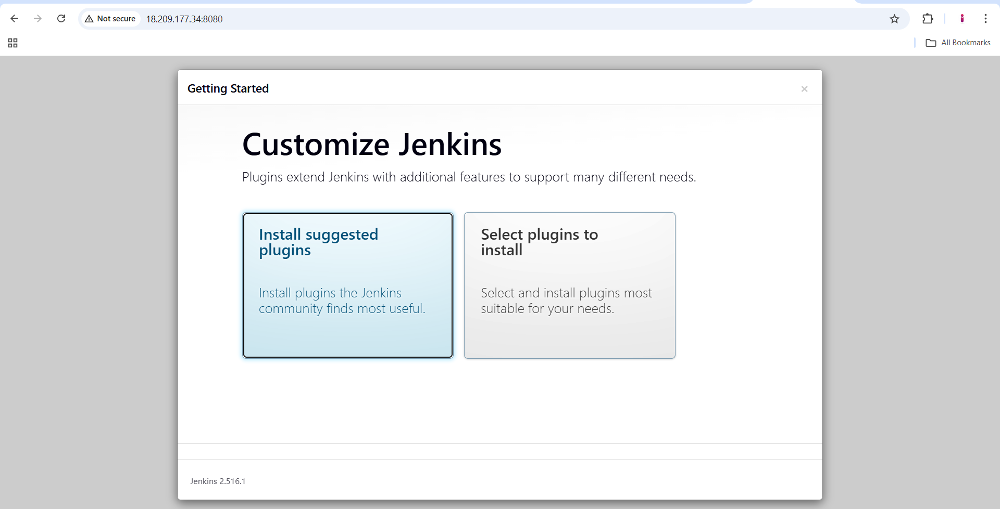 Not secure 18.209.177.34:8080
All Bookmarks
Getting Started
Customize Jenkins
Plugins extend Jenkins with additional features to support many different needs.
Install suggested
plugins
Install plugins the Jenkins
community finds most useful.
Select plugins to
install
Select and install plugins most
suitable for your needs.
Jenkins 2.516.1